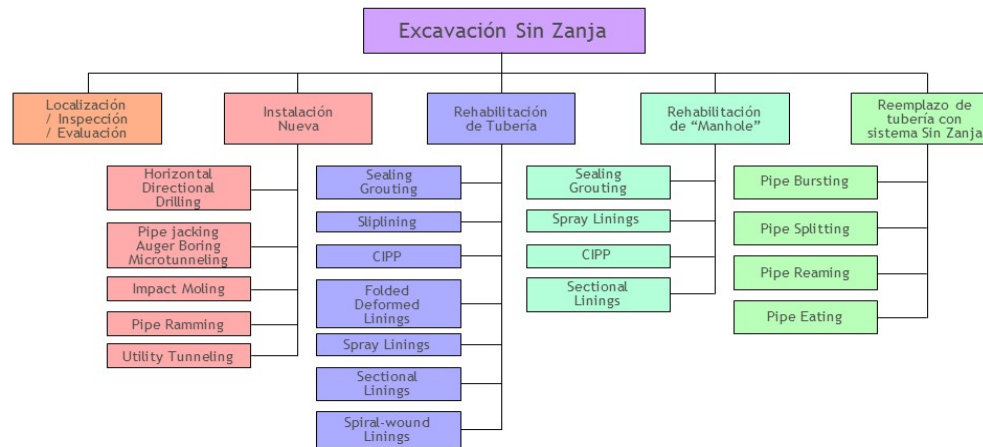 Excavación Sin Zanja
Localización
/ Inspección
/ Evaluación
Instalación
Nueva
Horizontal
Directional
Drilling
Pipe jacking
Auger Boring
Microtunneling
Impact Moling
Pipe Ramming
Utility Tunneling
Rehabilitación
de Tubería
Sealing
Grouting
Sliplining
CIPP
Folded
Deformed
Linings
Spray Linings
Sectional
Linings
Spiral-wound
Linings
Rehabilitación
de “Manhole”
Sealing
Grouting
Spray Linings
CIPP
Sectional
Linings
Reemplazo de
tubería con
sistema Sin Zanja
Pipe Bursting
Pipe Splitting
Pipe Reaming
Pipe Eating